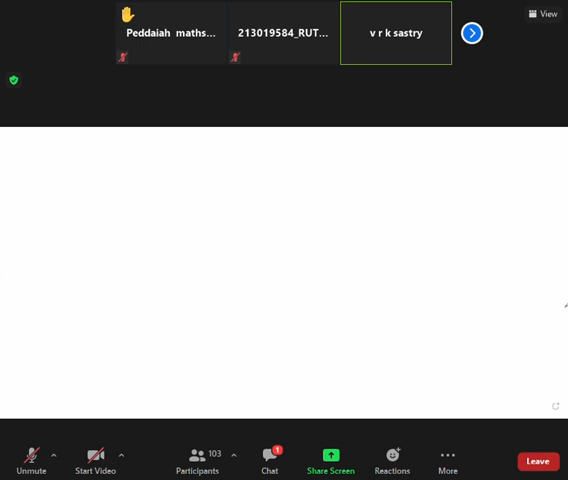 Peddaiah maths...
213019584_RUT...
v r k sastry
View
103
1
Unmute
Start Video
Participants
Chat
Share Screen
Reactions
More
Leave